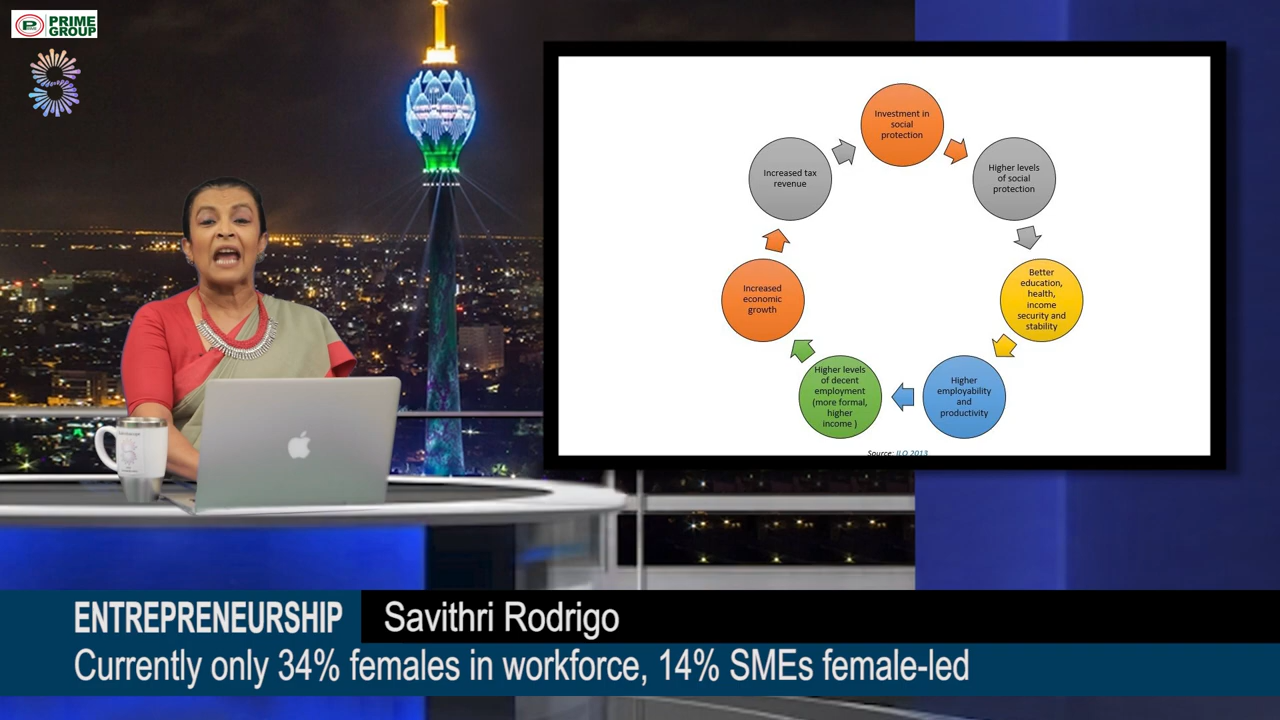 PRIME
GROUP
Investment in
social
protection
Higher levels
of social
protection
Better
education,
health,
income
security and
stability
Higher
employability
and
productivity
Higher levels
of decent
employment
(more formal,
higher
income )
Increased
economic
growth
Increased tax
revenue
Source: ILO 2013
ENTREPRENEURSHIP
Savithri Rodrigo
Currently only 34% females in workforce, 14% SMEs female-led